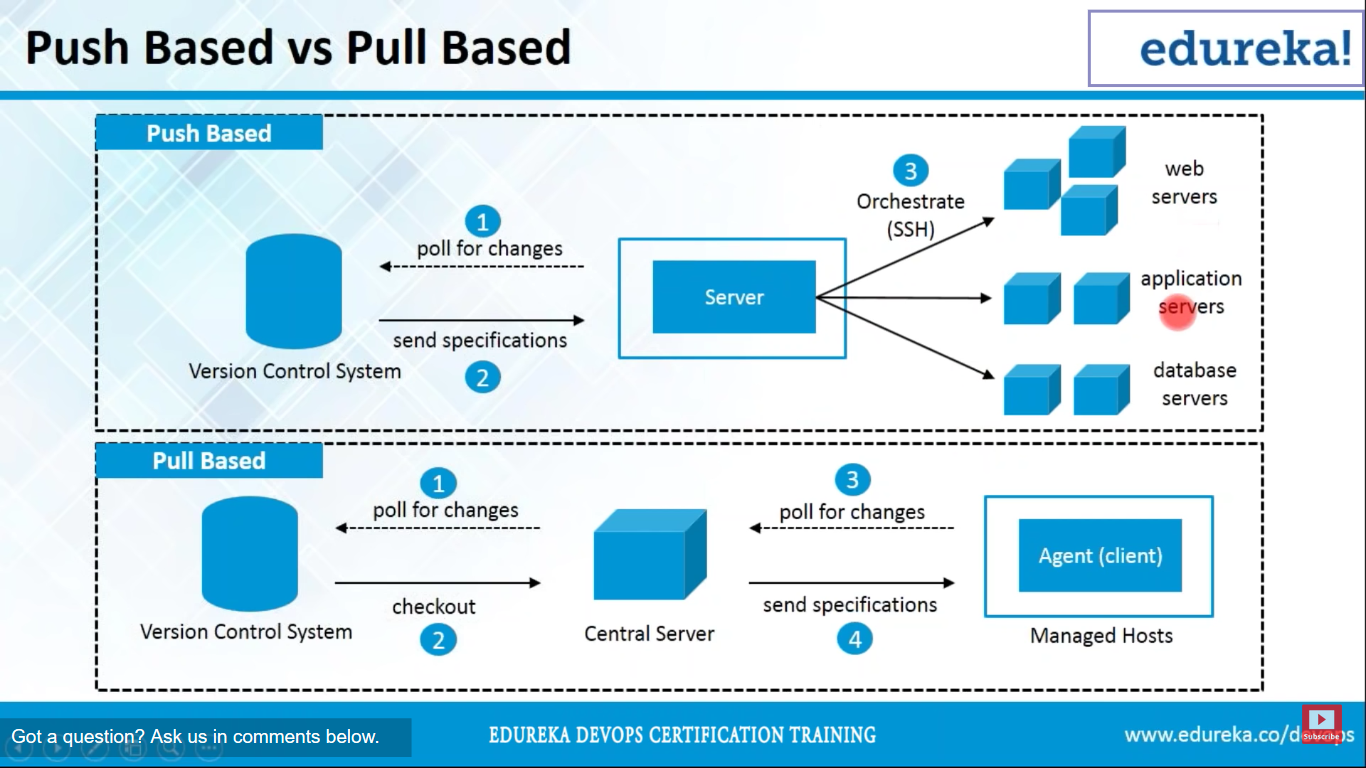 Push Based vs Pull Based
edureka!
Push Based
1
poll for changes
send specifications
2
Version Control System
Server
3
Orchestrate
(SSH)
web
servers
application
servers
database
servers
Pull Based
1
poll for changes
checkout
2
Version Control System
Central Server
3
poll for changes
send specifications
4
Agent (client)
Managed Hosts
Got a question? Ask us in comments below.
EDUREKA DEVOPS CERTIFICATION TRAINING
www.edureka.co/devops
Subscribe